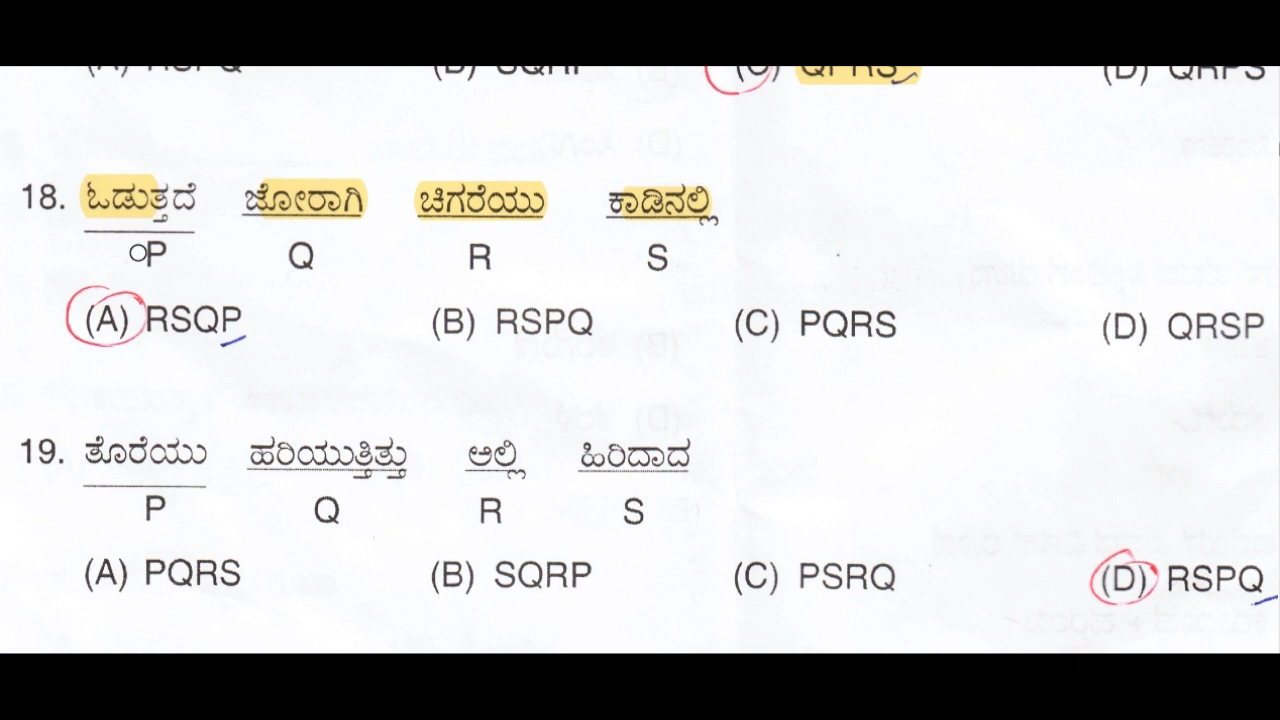 18. ಓಡುತ್ತದೆ ಜೋರಾಗಿ ಚಿಗರೆಯು ಕಾಡಿನಲ್ಲಿ
P Q R S
(A) RSQP (B) RSPQ (C) PQRS (D) QRSP
19. ತೊರೆಯು ಹರಿಯುತ್ತಿತ್ತು ಅಲ್ಲಿ ಹಿರಿದಾದ
P Q R S
(A) PQRS (B) SQRP (C) PSRQ (D) RSPQ